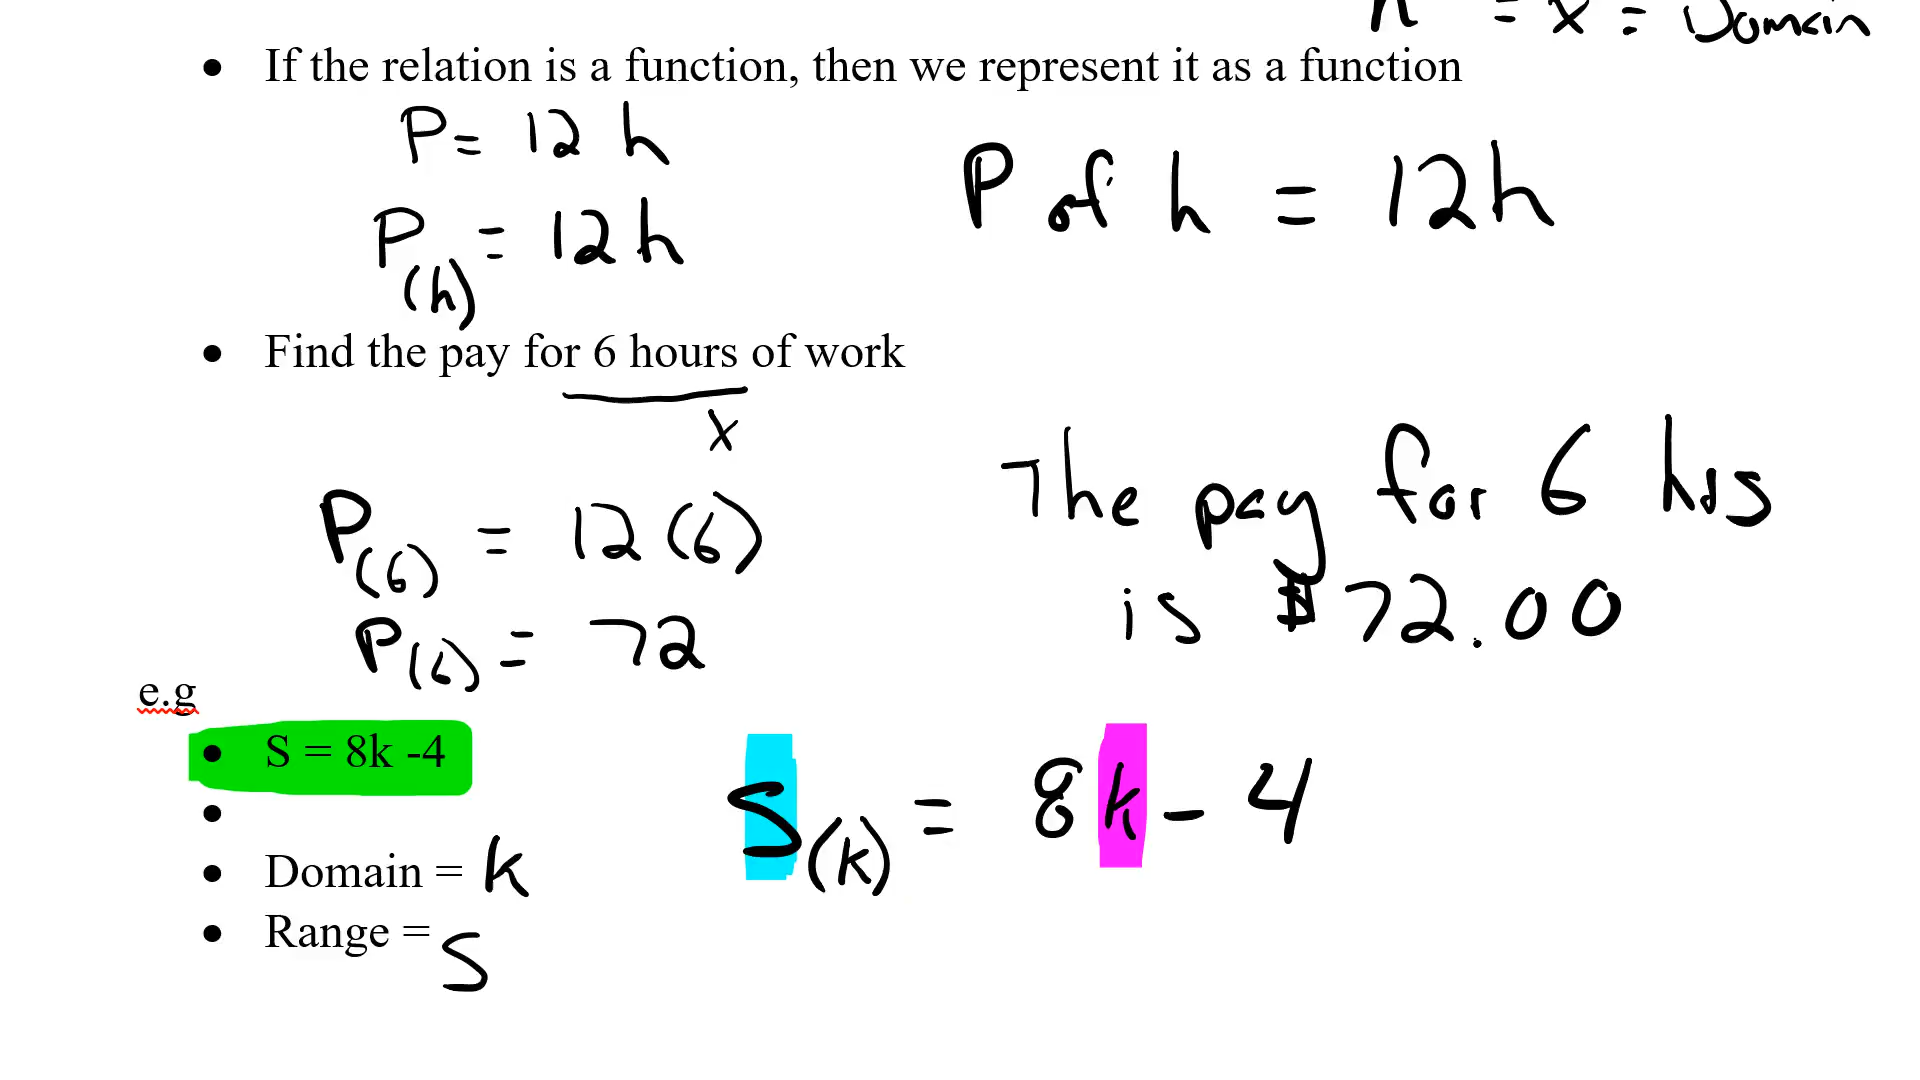 = x = Domain
• If the relation is a function, then we represent it as a function
P = 12 h
P of h = 12h
P(h) = 12h
• Find the pay for 6 hours of work
x
The pay for 6 hrs
P(6) = 12 (6)
is $72.00
P(6) = 72
e.g
• S = 8k -4
•
S(k) = 8k - 4
• Domain = k
• Range = S